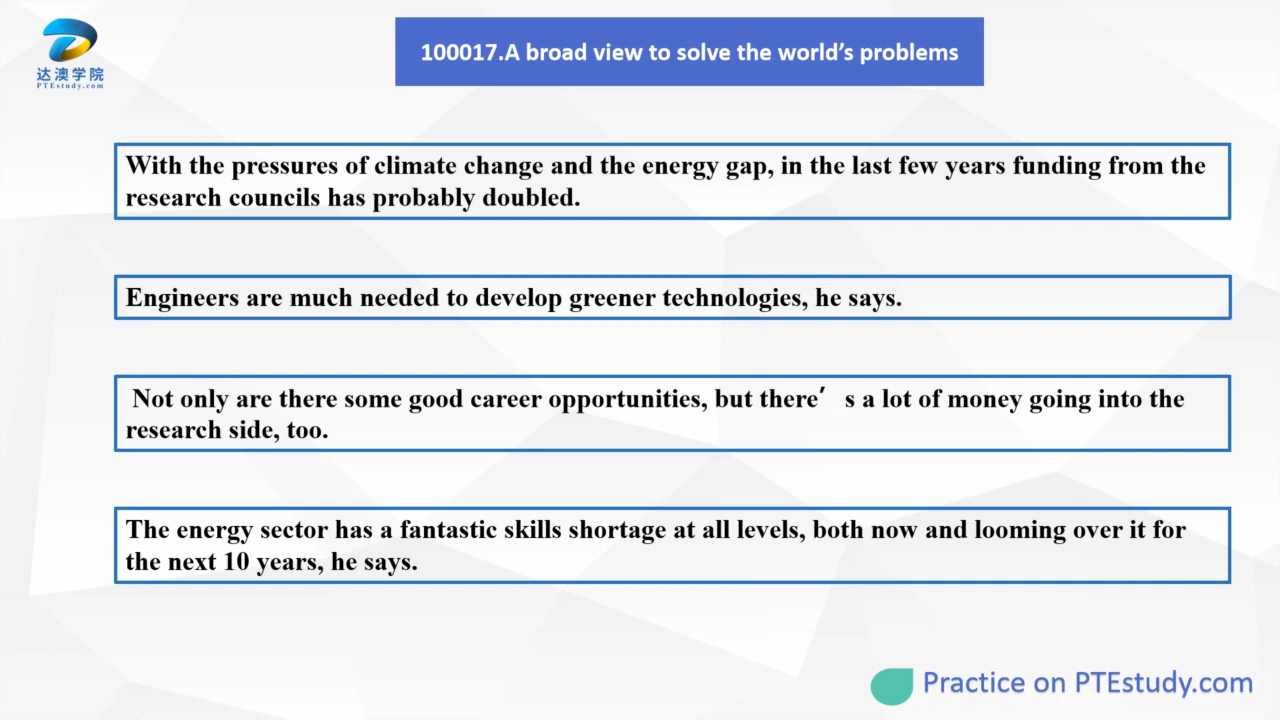 达澳学院
PTEstudy.com
100017.A broad view to solve the world’s problems
With the pressures of climate change and the energy gap, in the last few years funding from the
research councils has probably doubled.
Engineers are much needed to develop greener technologies, he says.
Not only are there some good career opportunities, but there′ s a lot of money going into the
research side, too.
The energy sector has a fantastic skills shortage at all levels, both now and looming over it for
the next 10 years, he says.
Practice on PTEstudy.com